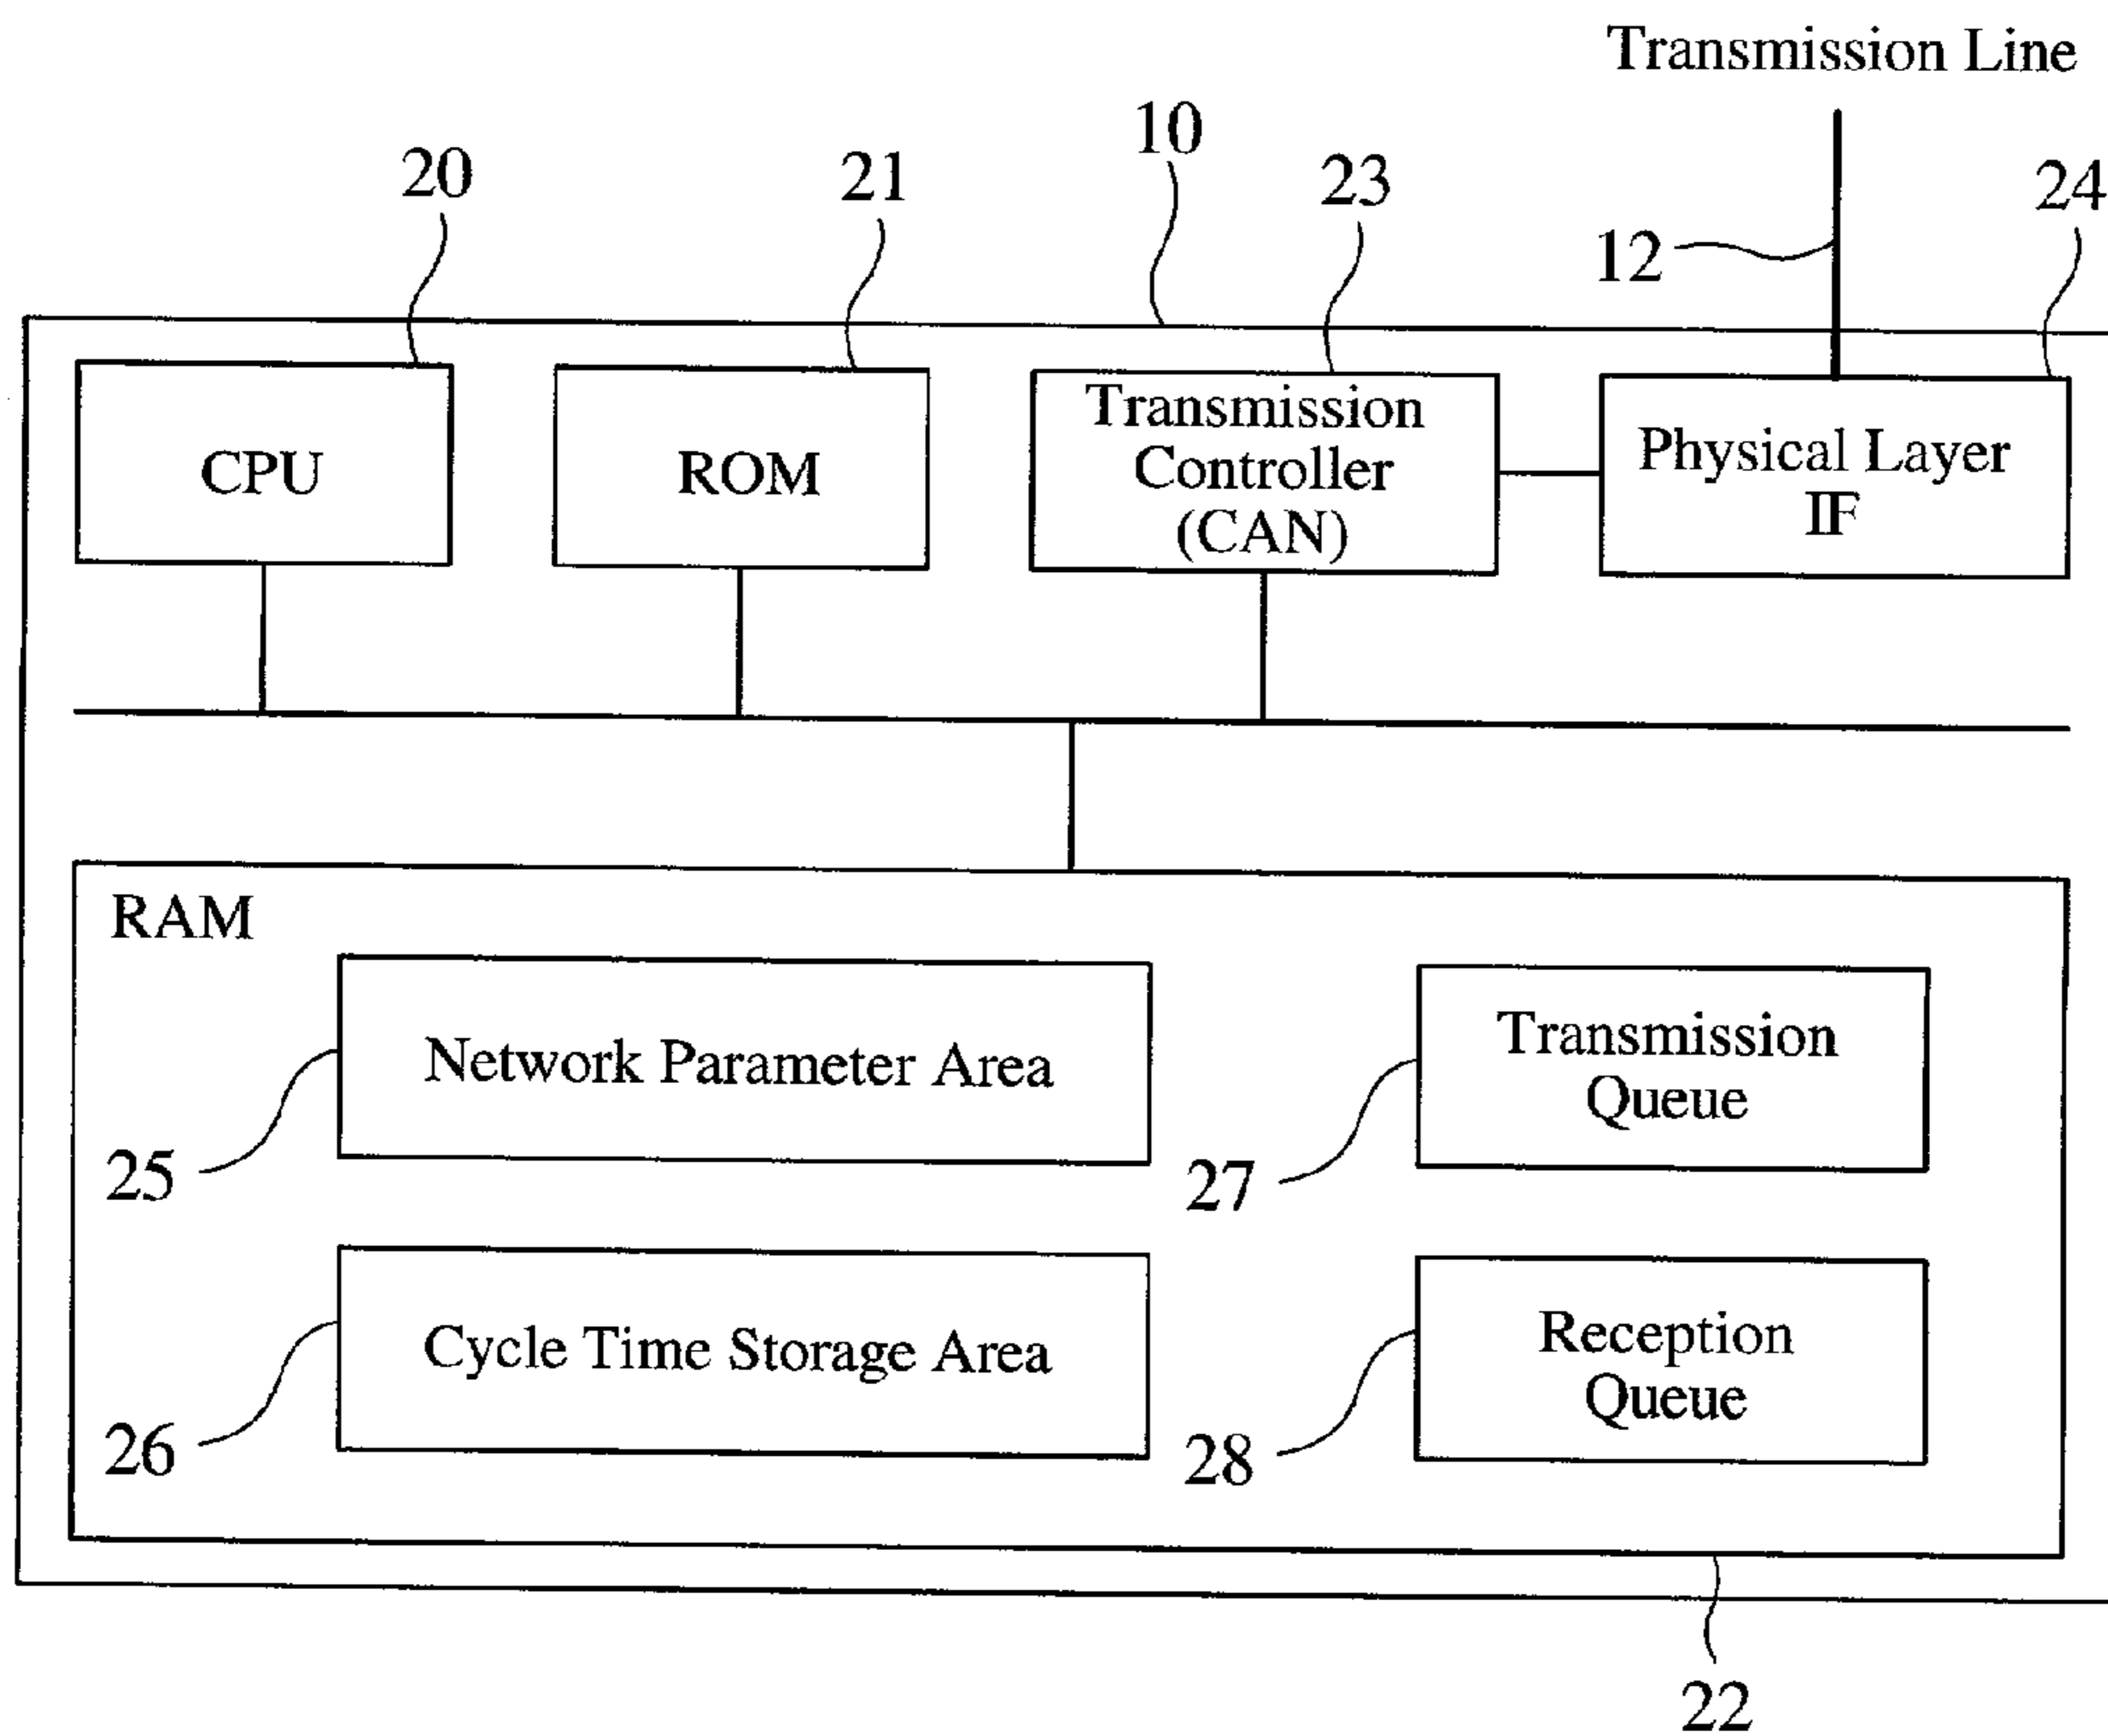 Transmission Line
10
20
21
23
24
12
CPU
ROM
Transmission
Controller
(CAN)
Physical Layer
IF
RAM
Network Parameter Area
Transmission
Queue
25
27
Cycle Time Storage Area
Reception
Queue
26
28
22